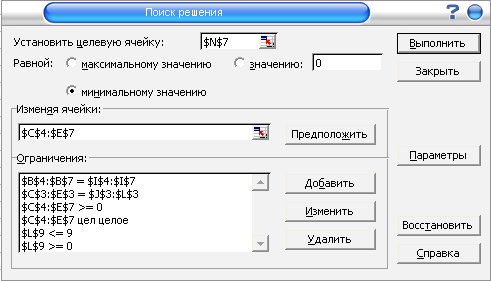 Поиск решения
Установить целевую ячейку: $N$7 Выполнить
Равной: максимальному значению значению: 0 Закрыть
минимальному значению
Изменяя ячейки:
$C$4:$E$7 Предположить
Ограничения: Параметры
$B$4:$B$7 = $I$4:$I$7 Добавить
$C$3:$E$3 = $J$3:$L$3
$C$4:$E$7 >= 0 Изменить
$C$4:$E$7 цел целое
$L$9 <= 9 Восстановить
$L$9 >= 0 Удалить
Справка